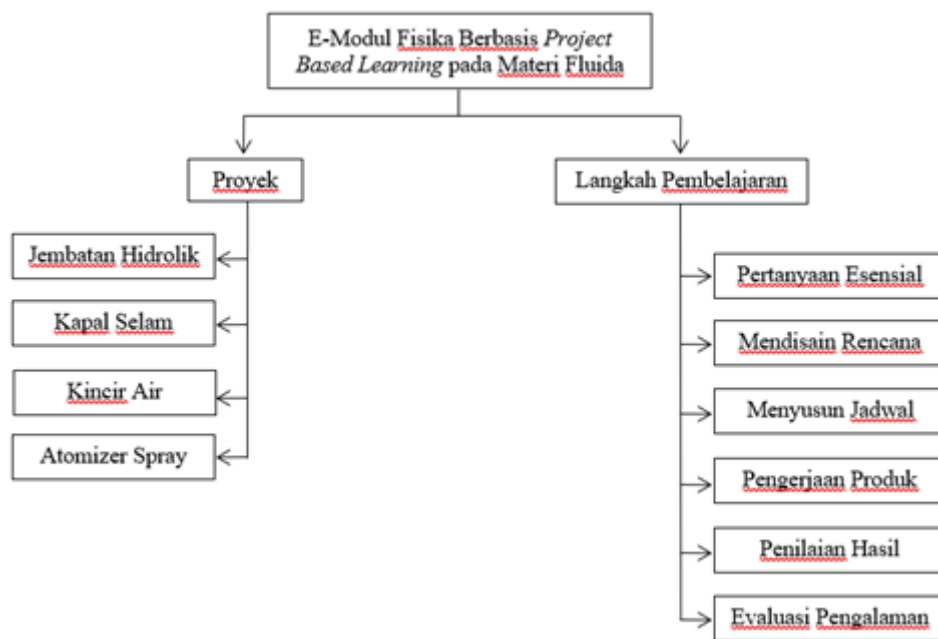 E-Modul Fisika Berbasis Project
Based Learning pada Materi Fluida
Proyek
Langkah Pembelajaran
Jembatan Hidrolik
Kapal Selam
Kincir Air
Atomizer Spray
Pertanyaan Esensial
Mendisain Rencana
Menyusun Jadwal
Pengerjaan Produk
Penilaian Hasil
Evaluasi Pengalaman